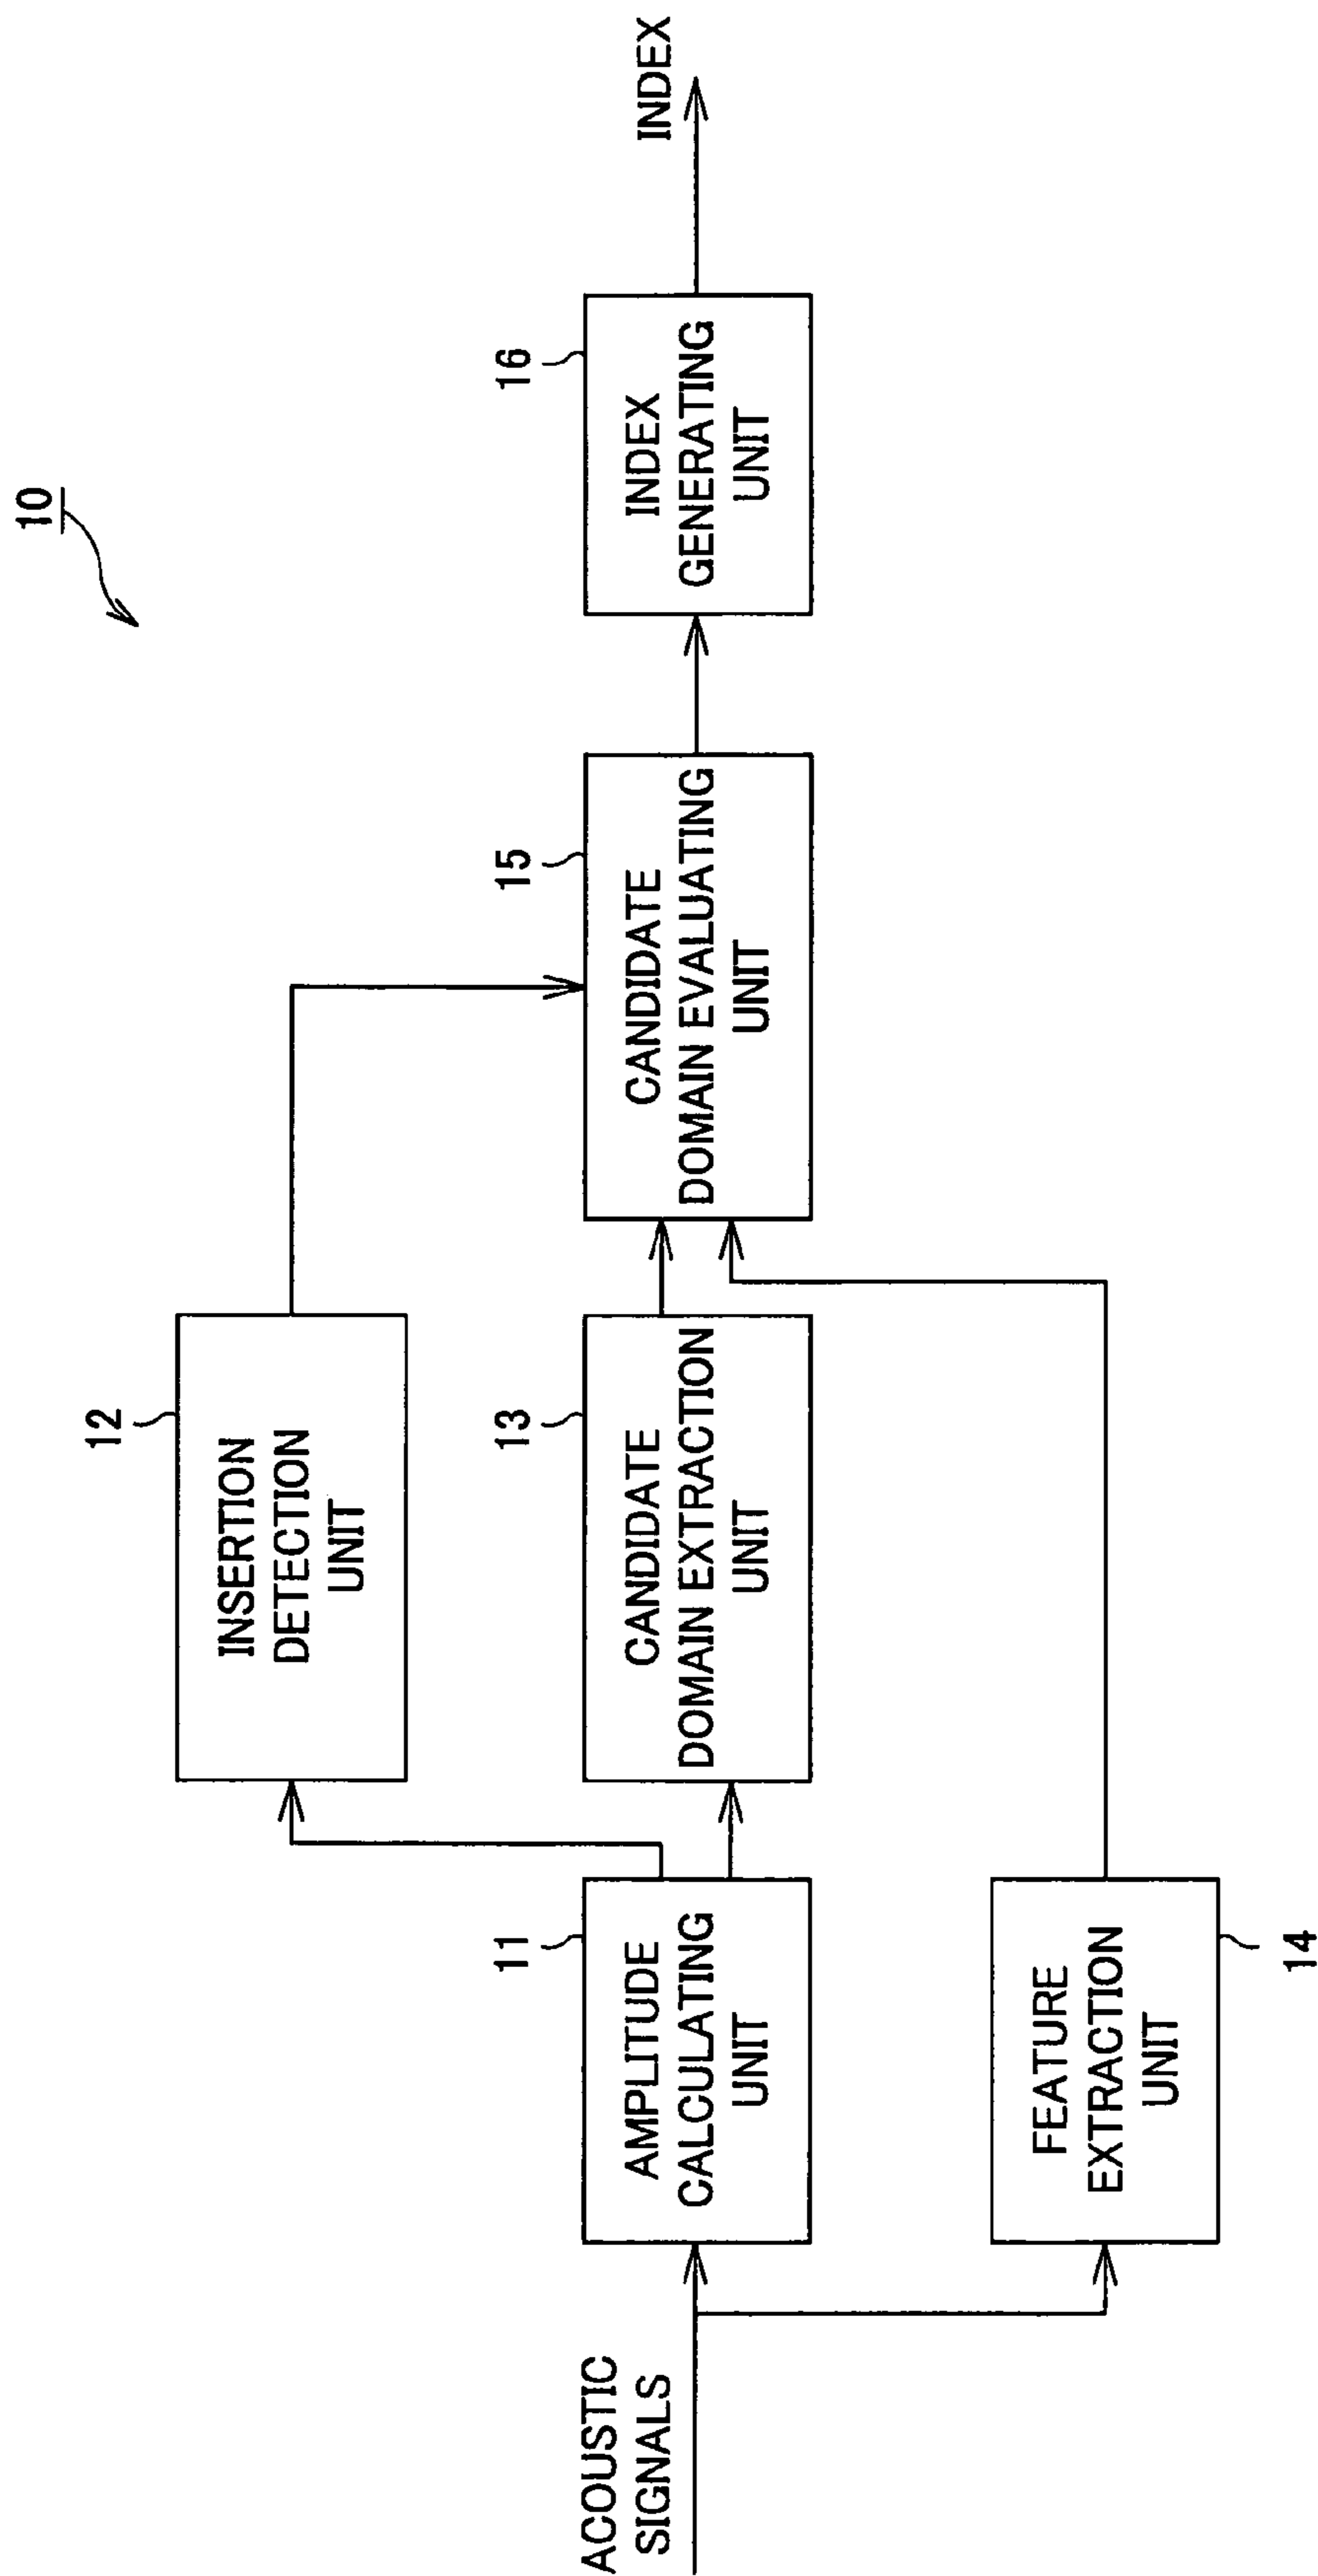 10
ACOUSTIC
SIGNALS
11
AMPLITUDE
CALCULATING
UNIT
12
INSERTION
DETECTION
UNIT
13
CANDIDATE
DOMAIN EXTRACTION
UNIT
FEATURE
EXTRACTION
UNIT
14
15
CANDIDATE
DOMAIN EVALUATING
UNIT
16
INDEX
GENERATING
UNIT
INDEX